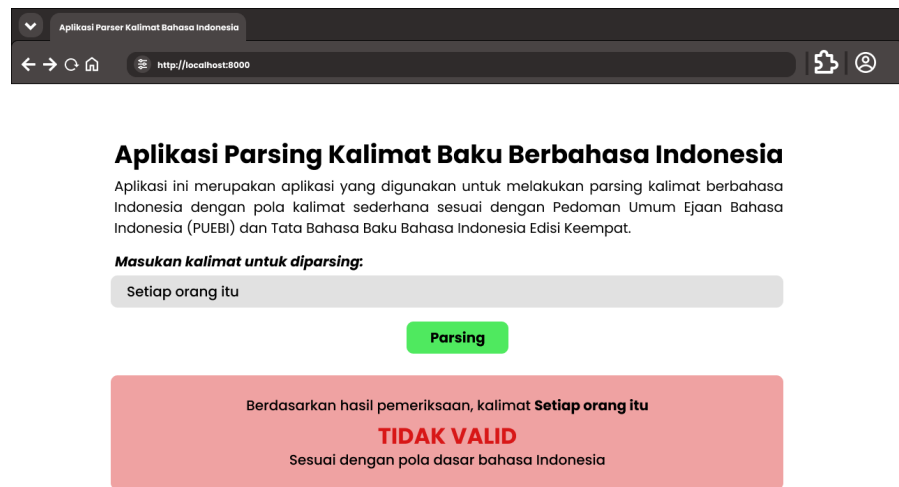 Aplikasi Parser Kalimat Bahasa Indonesia
http://localhost:8000
Aplikasi Parsing Kalimat Baku Berbahasa Indonesia
Aplikasi ini merupakan aplikasi yang digunakan untuk melakukan parsing kalimat berbahasa
Indonesia dengan pola kalimat sederhana sesuai dengan Pedoman Umum Ejaan Bahasa
Indonesia (PUEBI) dan Tata Bahasa Baku Bahasa Indonesia Edisi Keempat.
Masukan kalimat untuk diparsing:
Setiap orang itu
Parsing
Berdasarkan hasil pemeriksaan, kalimat Setiap orang itu
TIDAK VALID
Sesuai dengan pola dasar bahasa Indonesia